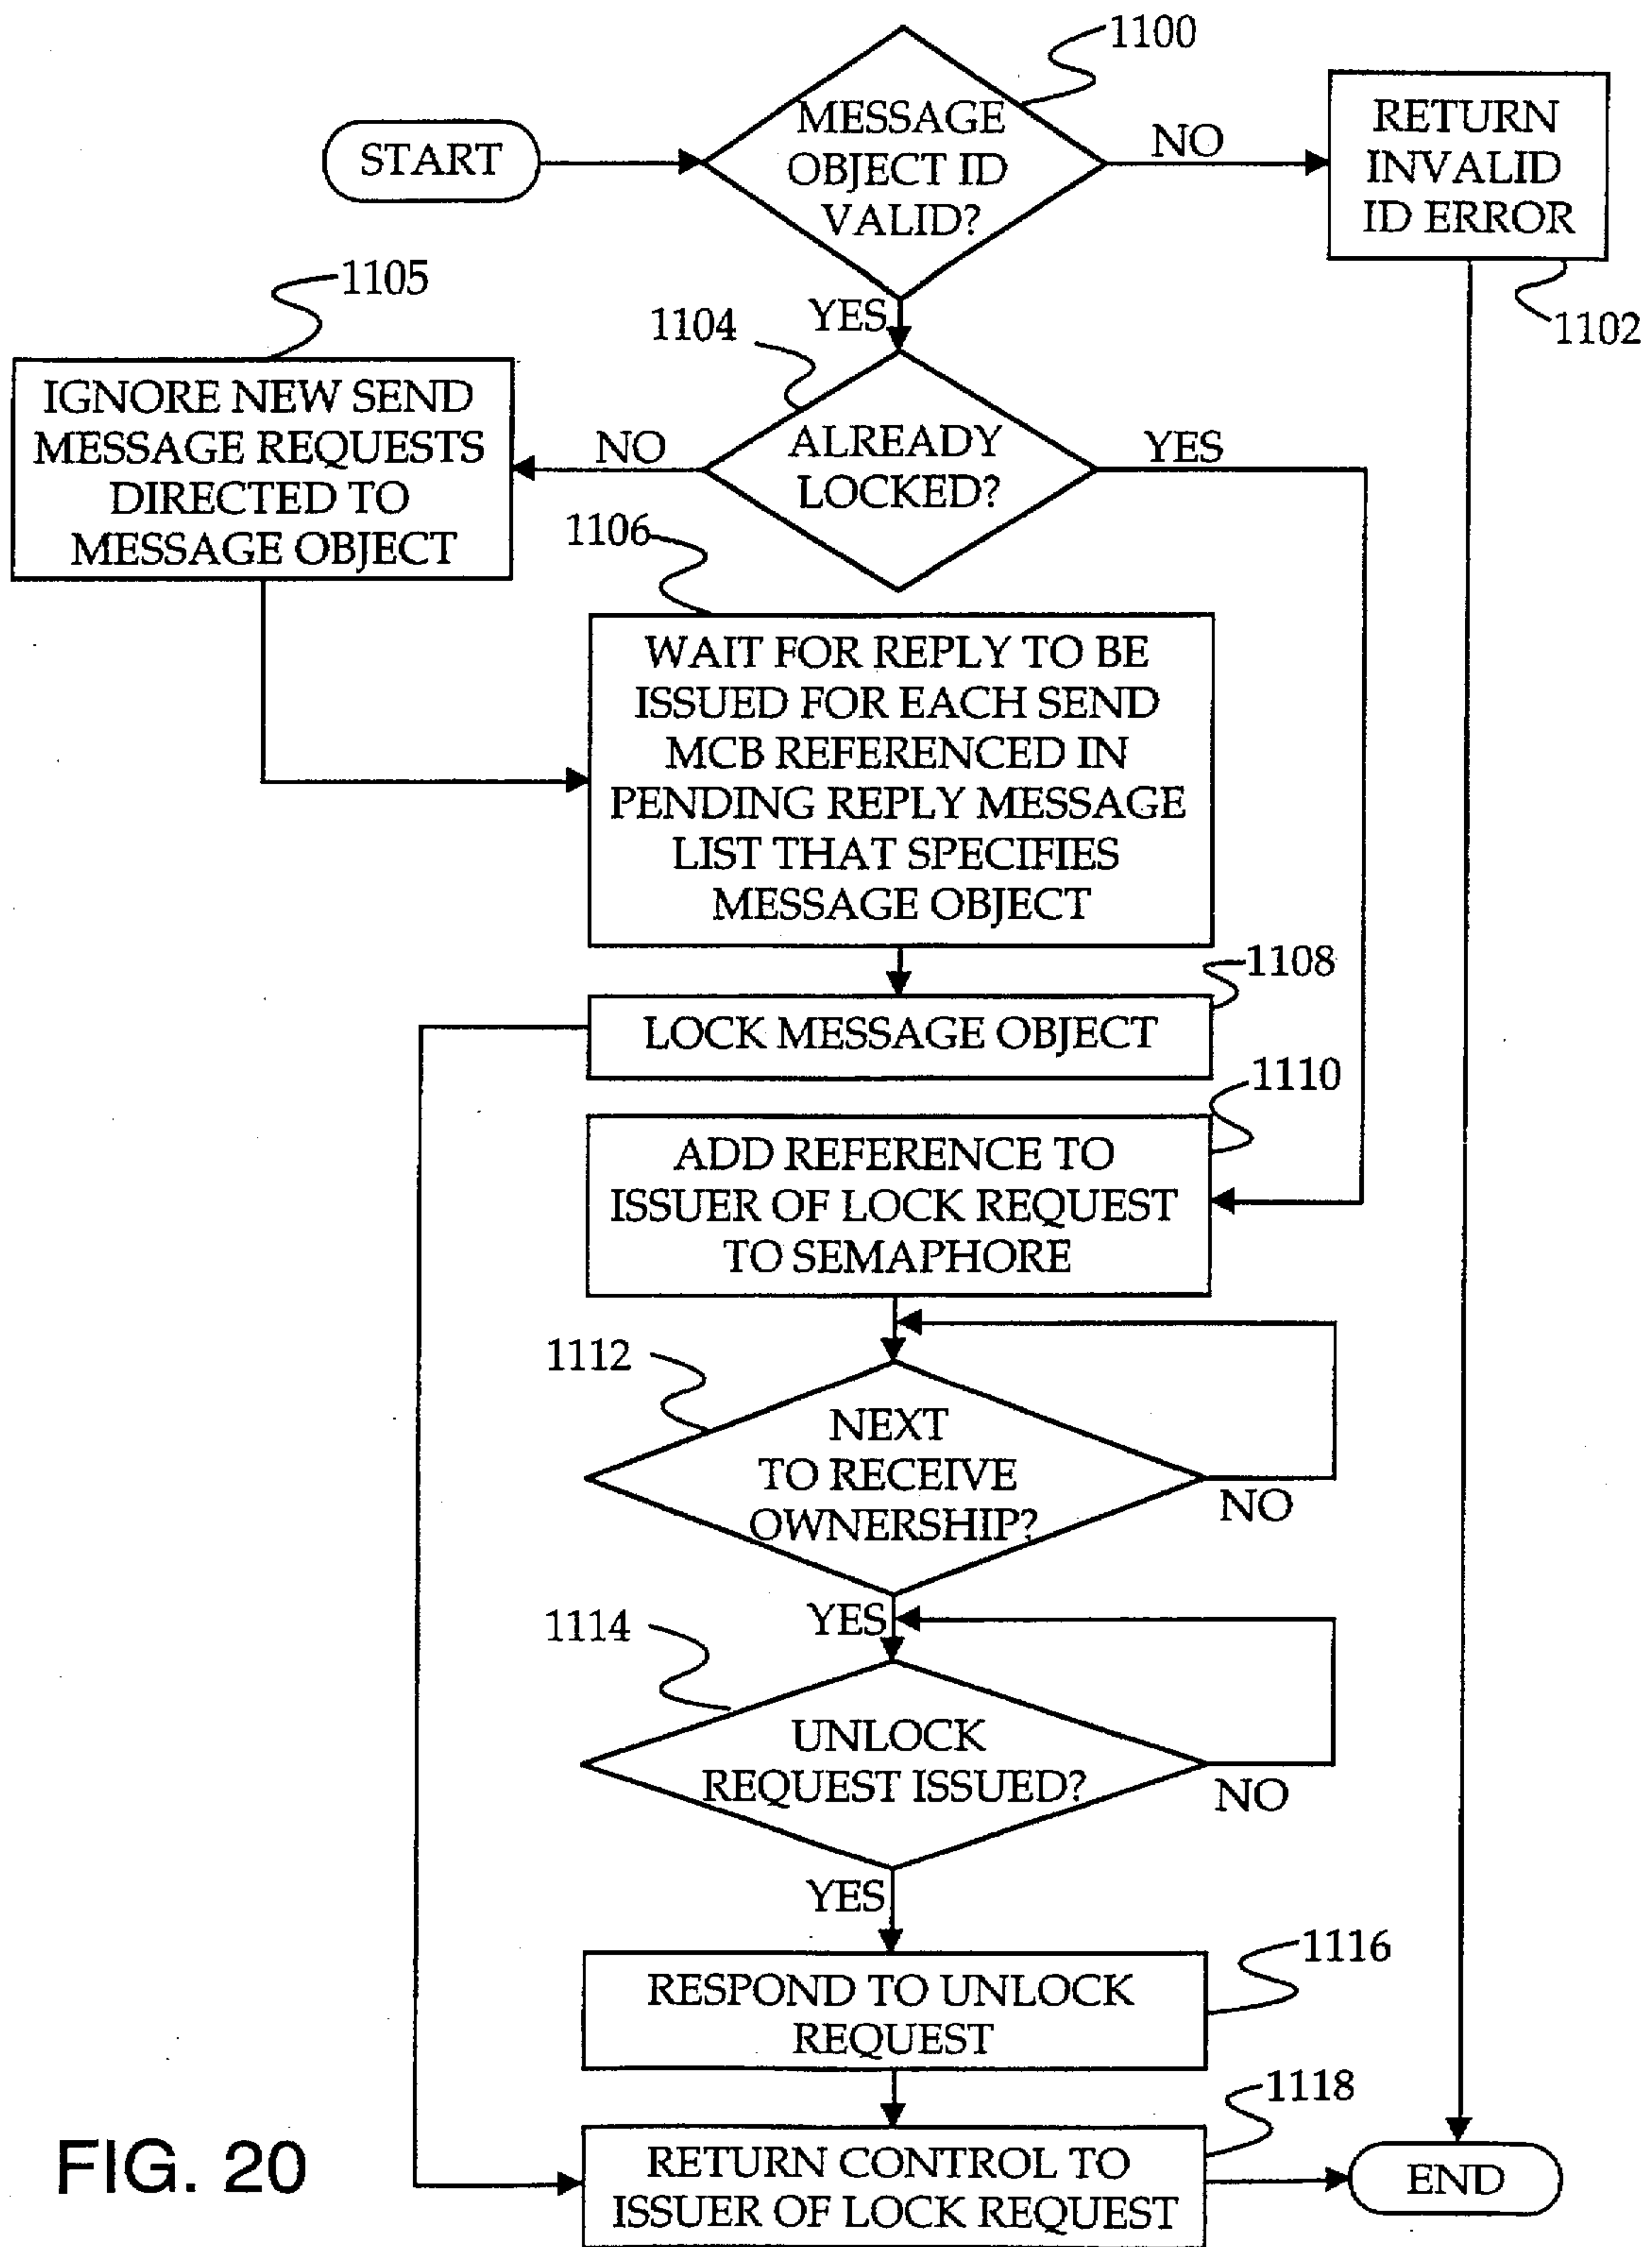 1100
MESSAGE
OBJECT ID
VALID?
START
NO
RETURN
INVALID
ID ERROR
1102
YES
1105
1104
IGNORE NEW SEND
MESSAGE REQUESTS
DIRECTED TO
MESSAGE OBJECT
NO
ALREADY
LOCKED?
YES
1106
WAIT FOR REPLY TO BE
ISSUED FOR EACH SEND
MCB REFERENCED IN
PENDING REPLY MESSAGE
LIST THAT SPECIFIES
MESSAGE OBJECT
1108
LOCK MESSAGE OBJECT
1110
ADD REFERENCE TO
ISSUER OF LOCK REQUEST
TO SEMAPHORE
1112
NEXT
TO RECEIVE
OWNERSHIP?
NO
YES
1114
UNLOCK
REQUEST ISSUED?
NO
YES
1116
RESPOND TO UNLOCK
REQUEST
1118
RETURN CONTROL TO
ISSUER OF LOCK REQUEST
END
FIG. 20